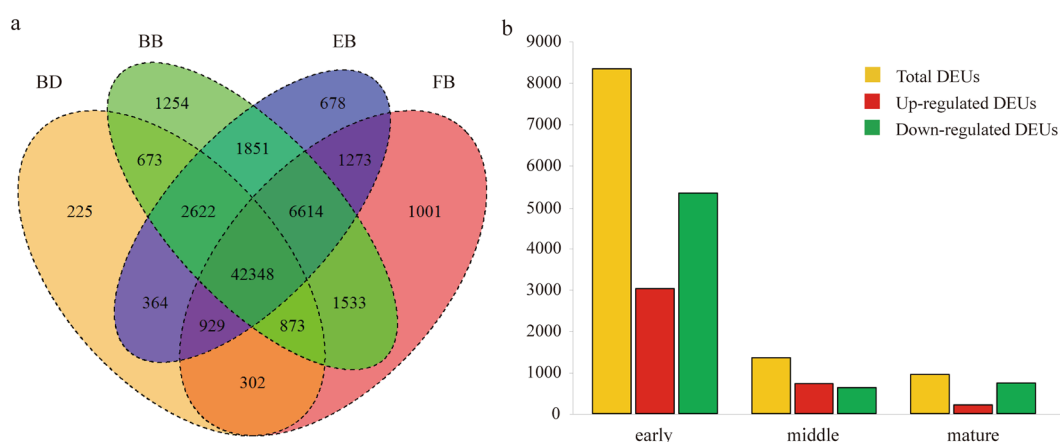 a
BD
BB
EB
FB
1254
678
673
1851
1273
225
2622
6614
1001
42348
364
1533
929
873
302
b
9000
8000
7000
6000
5000
4000
3000
2000
1000
0
early
middle
mature
Total DEUs
Up-regulated DEUs
Down-regulated DEUs